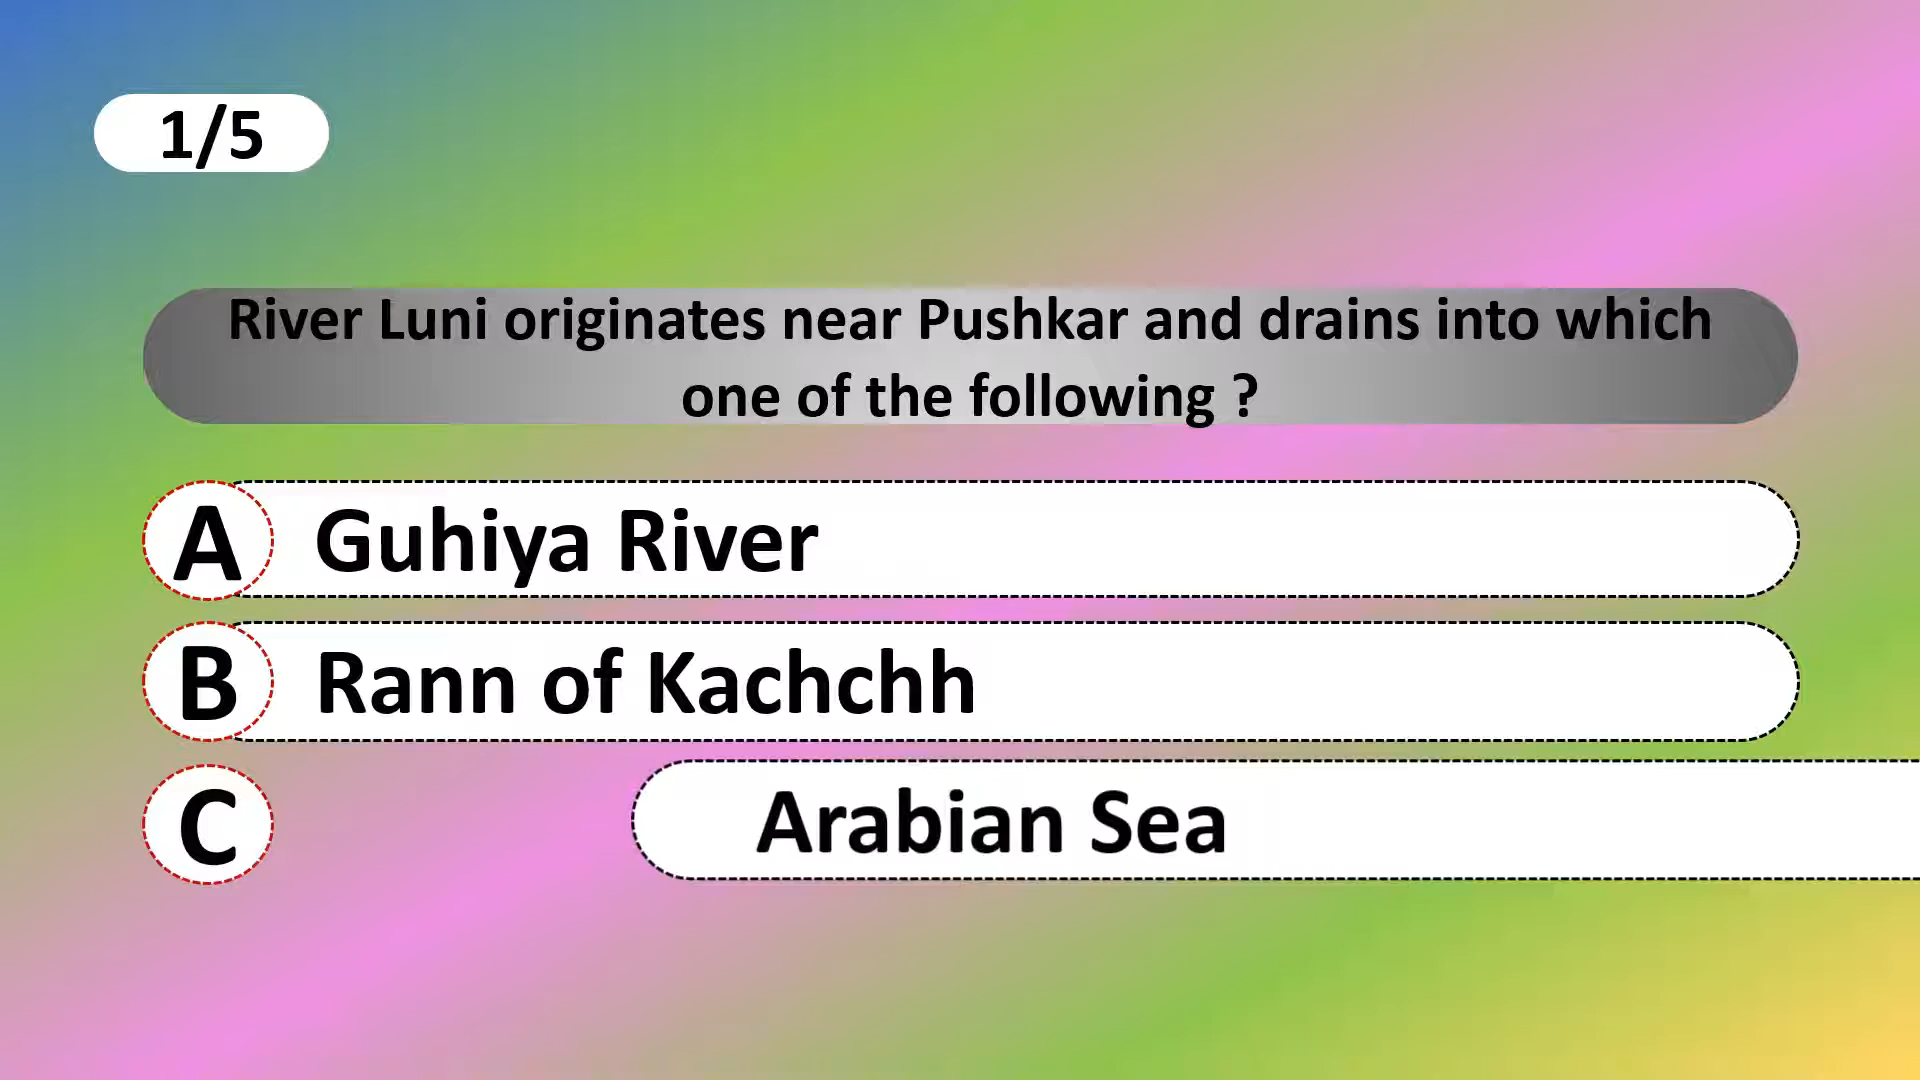 1/5
River Luni originates near Pushkar and drains into which
one of the following ?
A Guhiya River
B Rann of Kachchh
C Arabian Sea